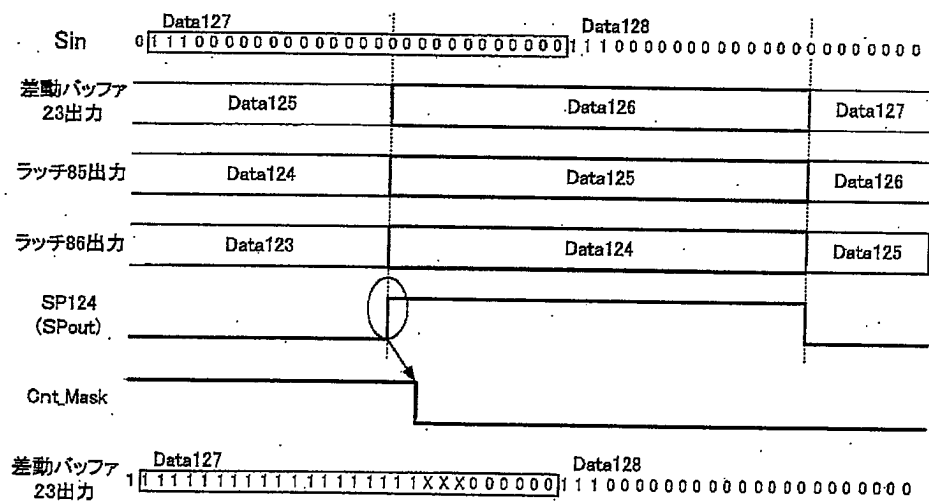 Data127 Data128
Sin 0 1 1 1 0 0 0 0 0 0 0 0 0 0 0 0 0 0 0 0 0 0 0 0 0 0 0 0 0 0 1 1 1 0 0 0 0 0 0 0 0 0 0 0 0 0 0 0 0 0 0 0 0 0 0
差動バッファ
23出力 Data125 Data126 Data127
ラッチ85出力 Data124 Data125 Data126
ラッチ86出力 Data123 Data124 Data125
SP124
(SPout)
Cnt_Mask
差動バッファ Data127 Data128
23出力 1 1 1 1 1 1 1 1 1 1 1 1 1 1 1 1 1 1 1 1 1 X X X 0 0 0 0 0 0 1 1 1 0 0 0 0 0 0 0 0 0 0 0 0 0 0 0 0 0 0 0 0 0